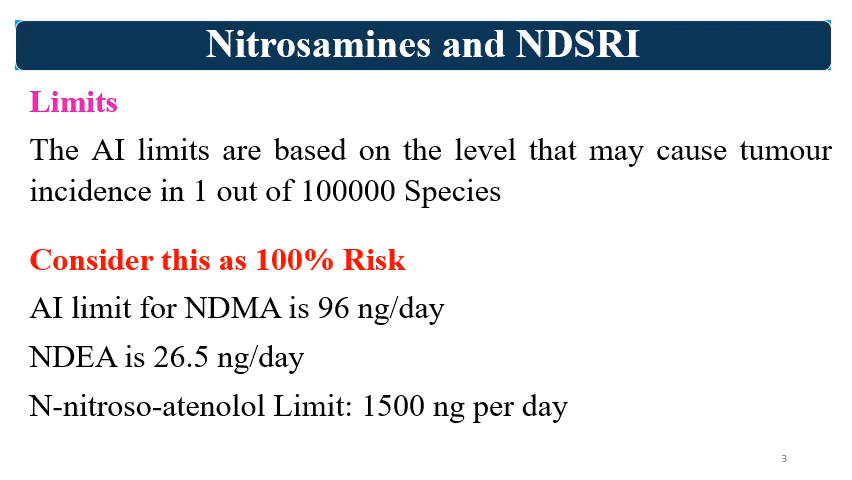 Nitrosamines and NDSRI
Limits
The AI limits are based on the level that may cause tumour
incidence in 1 out of 100000 Species
Consider this as 100% Risk
AI limit for NDMA is 96 ng/day
NDEA is 26.5 ng/day
N-nitroso-atenolol Limit: 1500 ng per day
3